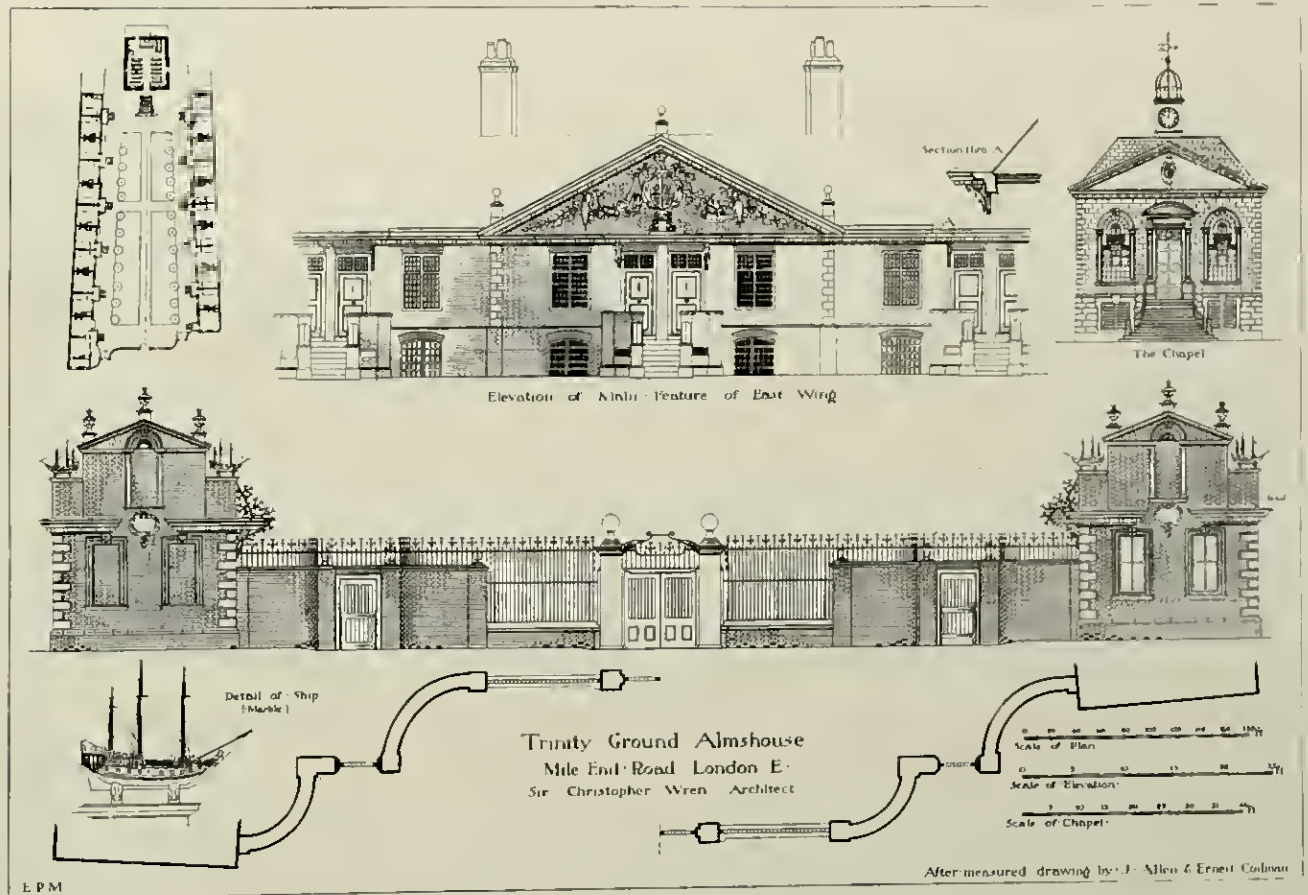 Section thro A
The Chapel
Elevation of Main Feature of East Wing
Detail of Ship
[Marble]
Trinity Ground Almshouse
Mile End Road London E.
Sir Christopher Wren Architect
Scale of Plan
Scale of Elevation
Scale of Chapel
After measured drawing by J. Allen & Ernest
E P M